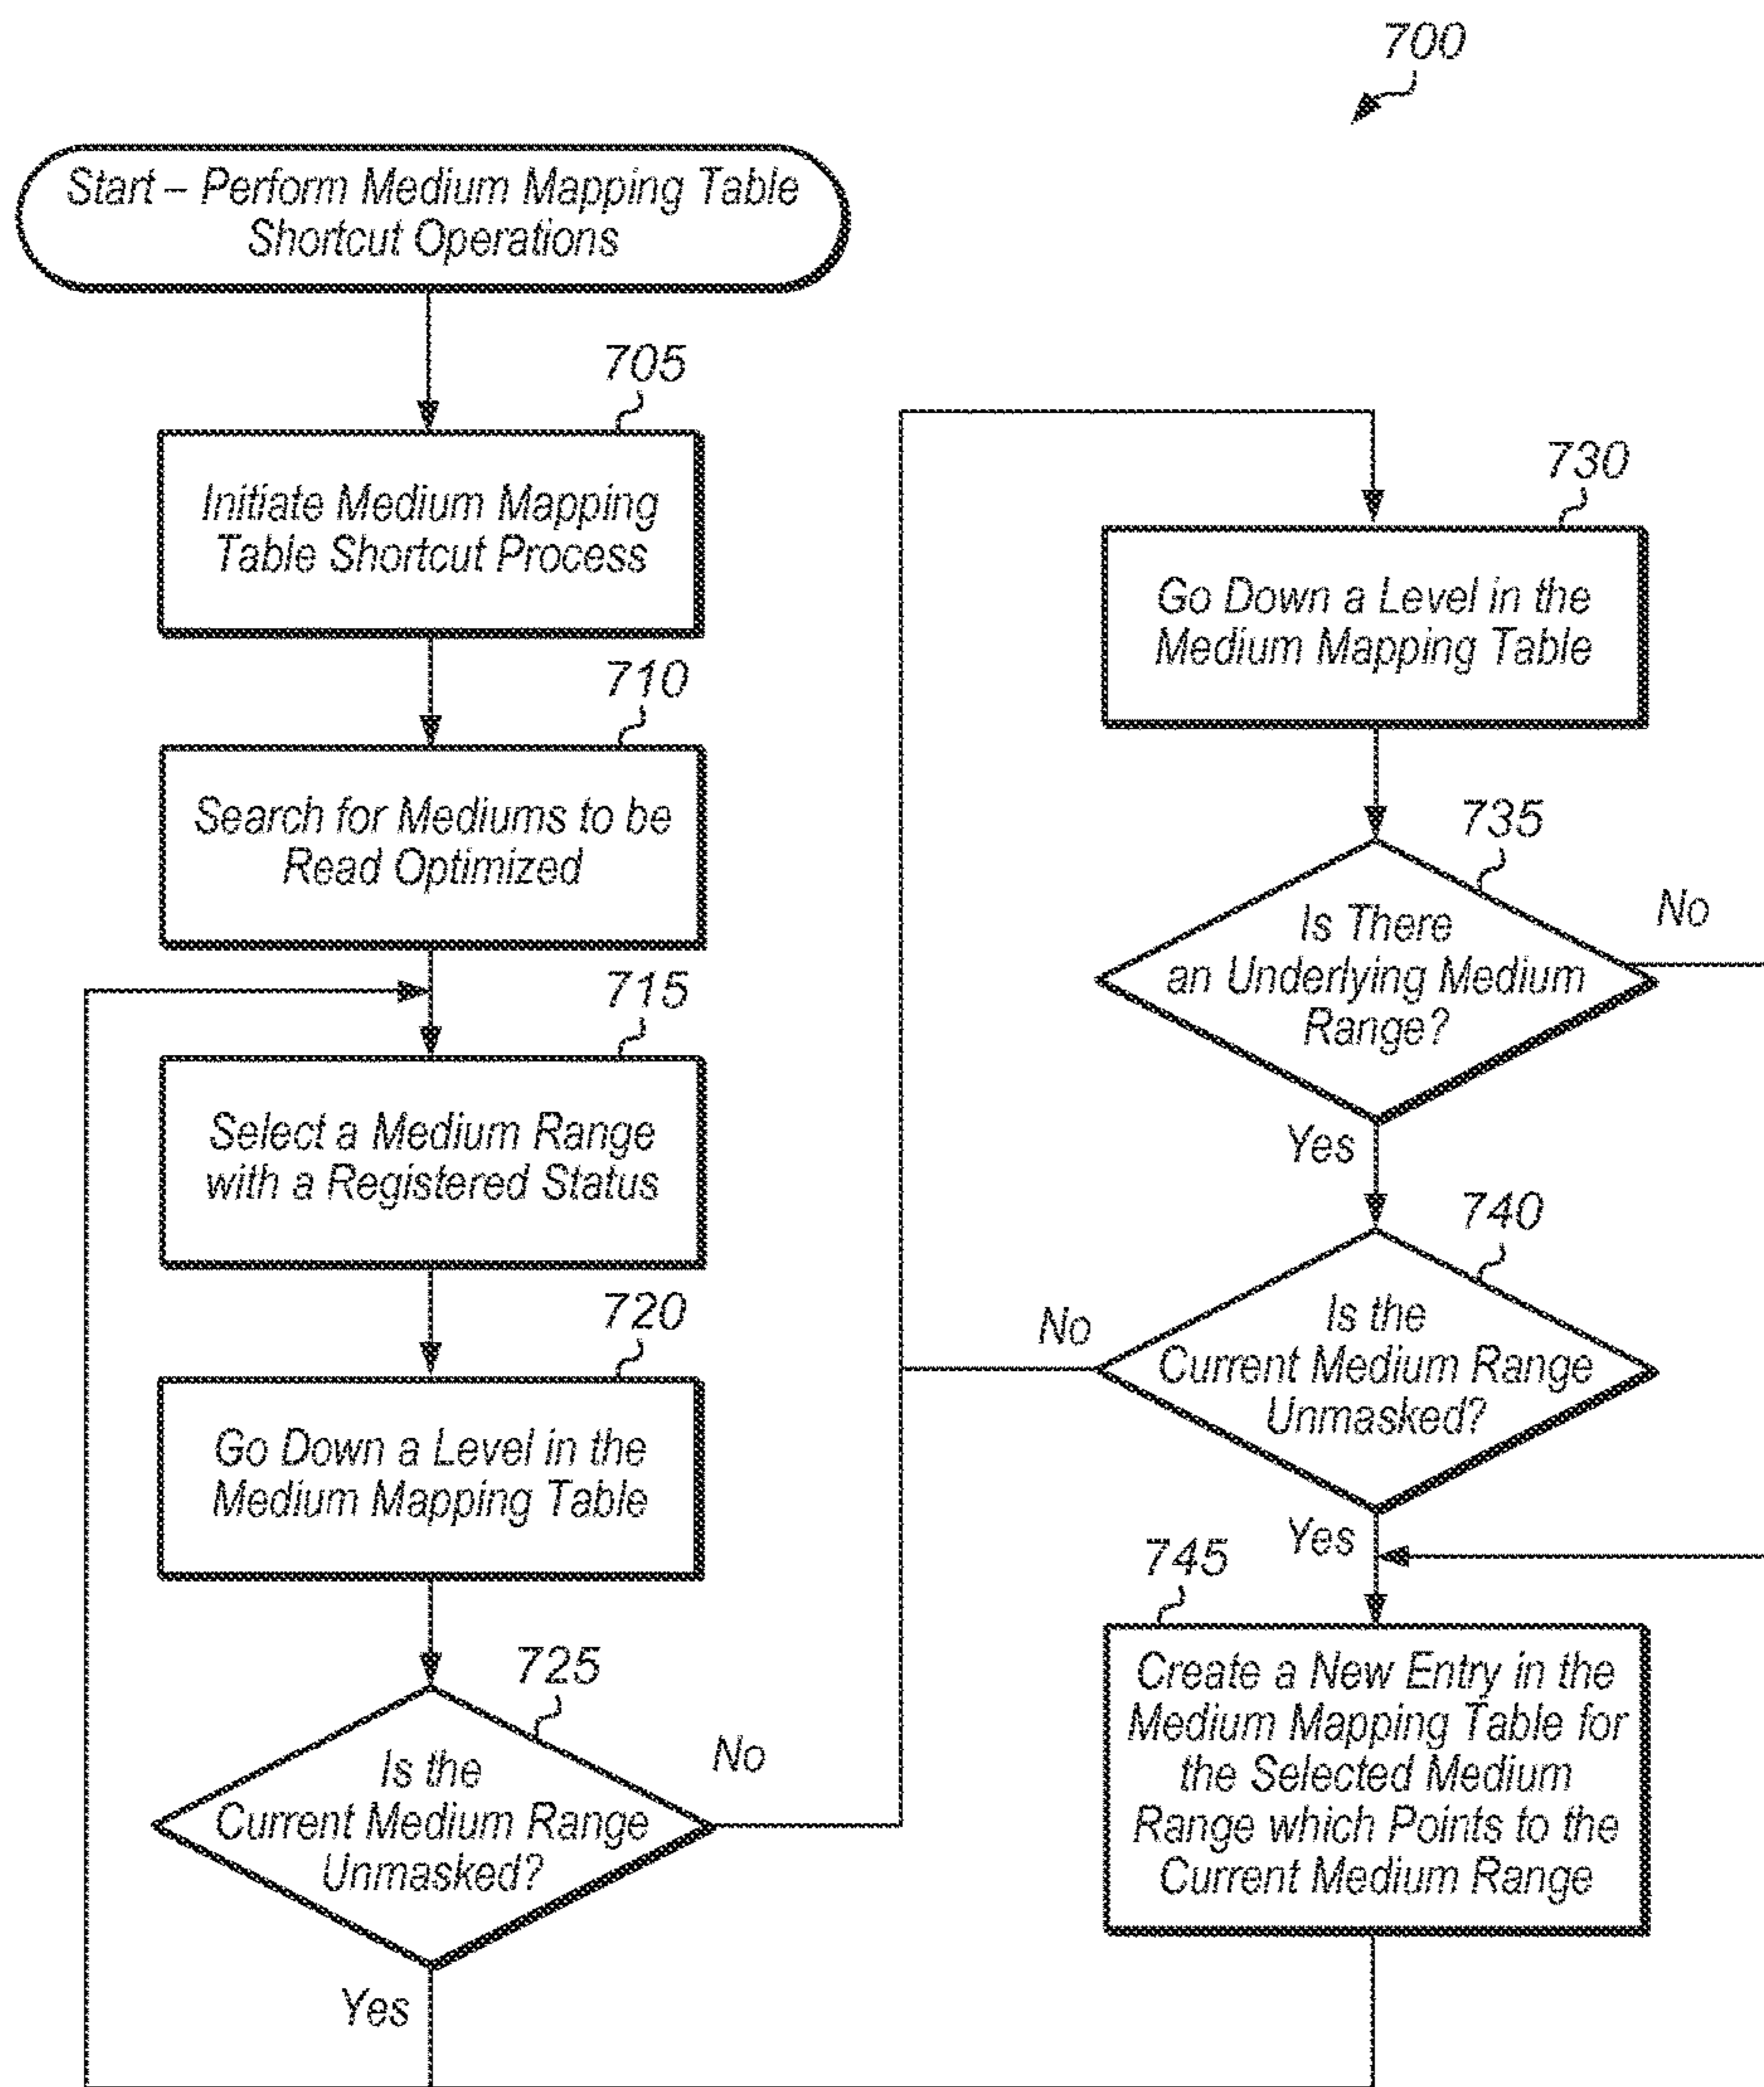 700
Start – Perform Medium Mapping Table
Shortcut Operations
705
Initiate Medium Mapping
Table Shortcut Process
710
Search for Mediums to be
Read Optimized
715
Select a Medium Range
with a Registered Status
720
Go Down a Level in the
Medium Mapping Table
725
Is the
Current Medium Range
Unmasked?
No
Yes
730
Go Down a Level in the
Medium Mapping Table
735
Is There
an Underlying Medium
Range?
No
Yes
740
Is the
Current Medium Range
Unmasked?
No
Yes
745
Create a New Entry in the
Medium Mapping Table for
the Selected Medium
Range which Points to the
Current Medium Range